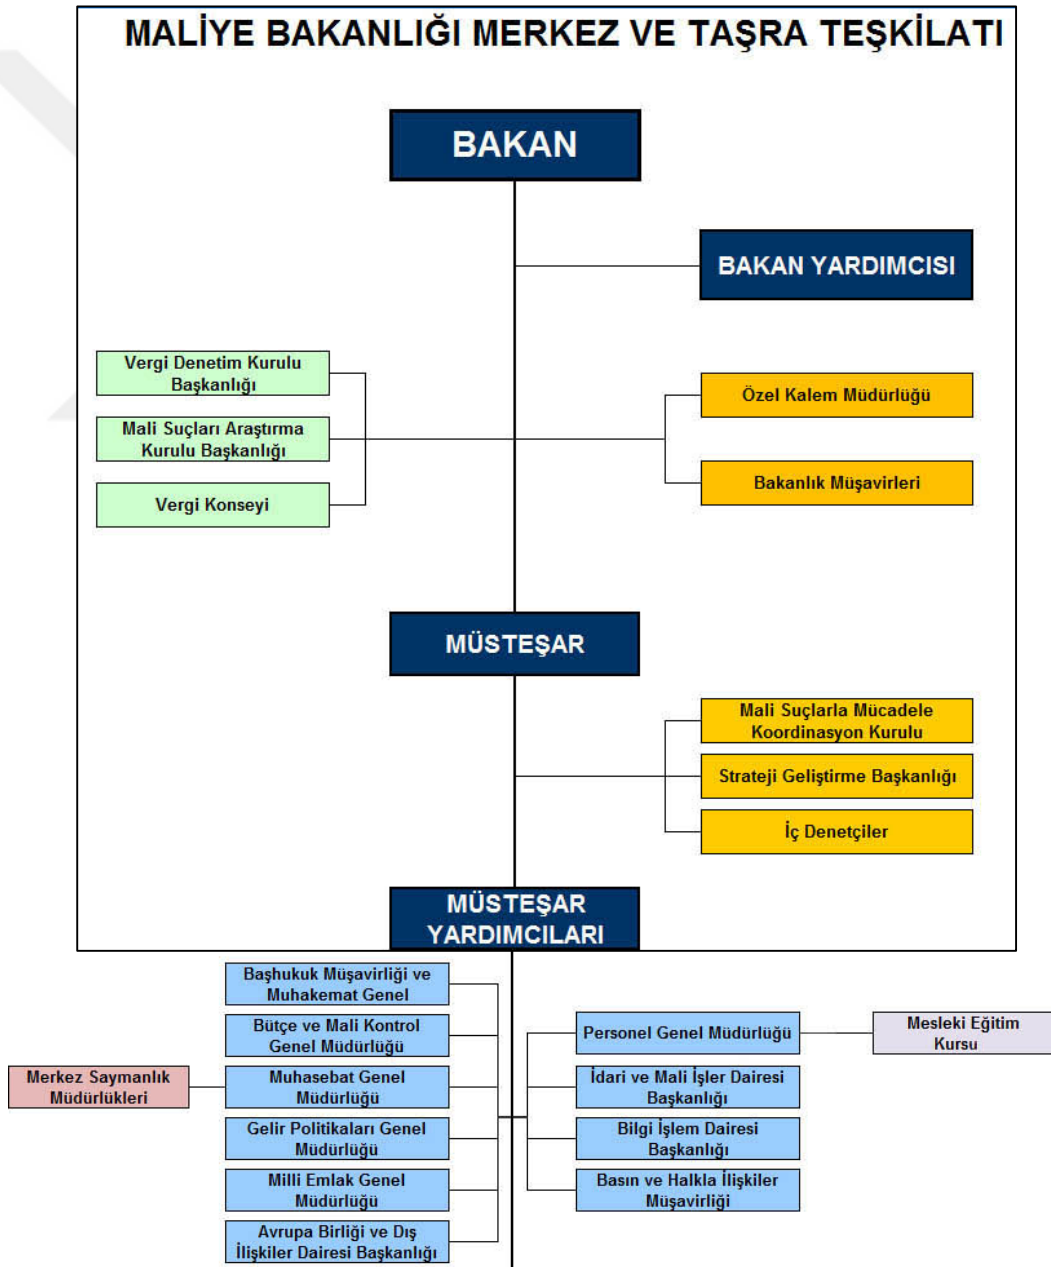 MALİYE BAKANLIĞI MERKEZ VE TAŞRA TEŞKİLATI
BAKAN
BAKAN YARDIMCISI
Vergi Denetim Kurulu
Başkanlığı
Mali Suçları Araştırma
Kurulu Başkanlığı
Vergi Konseyi
Özel Kalem Müdürlüğü
Bakanlık Müşavirleri
MÜSTEŞAR
Mali Suçlarla Mücadele
Koordinasyon Kurulu
Strateji Geliştirme Başkanlığı
İç Denetçiler
MÜSTEŞAR
YARDIMCILARI
Başhukuk Müşavirliği ve
Muhakemat Genel
Bütçe ve Mali Kontrol
Genel Müdürlüğü
Merkez Saymanlık
Müdürlükleri
Muhasebat Genel
Müdürlüğü
Gelir Politikaları Genel
Müdürlüğü
Milli Emlak Genel
Müdürlüğü
Avrupa Birliği ve Dış
İlişkiler Dairesi Başkanlığı
Personel Genel Müdürlüğü
Mesleki Eğitim
Kursu
İdari ve Mali İşler Dairesi
Başkanlığı
Bilgi İşlem Dairesi
Başkanlığı
Basın ve Halkla İlişkiler
Müşavirliği